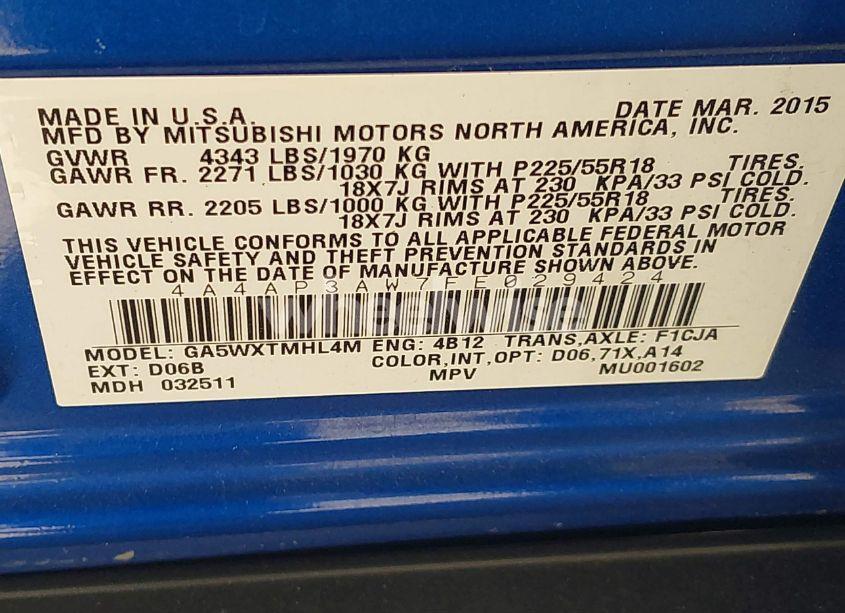 MADE IN U.S.A. DATE MAR. 2015
MFD BY MITSUBISHI MOTORS NORTH AMERICA, INC.
GVWR 4343 LBS/1970 KG
GAWR FR. 2271 LBS/1030 KG WITH P225/55R18 TIRES.
18X7J RIMS AT 230 KPA/33 PSI COLD.
GAWR RR. 2205 LBS/1000 KG WITH P225/55R18 TIRES.
18X7J RIMS AT 230 KPA/33 PSI COLD.
THIS VEHICLE CONFORMS TO ALL APPLICABLE FEDERAL MOTOR
VEHICLE SAFETY AND THEFT PREVENTION STANDARDS IN
EFFECT ON THE DATE OF MANUFACTURE SHOWN ABOVE.
4A4AP3AW7FE029424
MODEL: GA5WXTMHL4M ENG: 4B12 TRANS,AXLE: F1CJA
EXT: D06B COLOR,INT,OPT: D06,71X,A14
MDH 032511 MPV MU001602